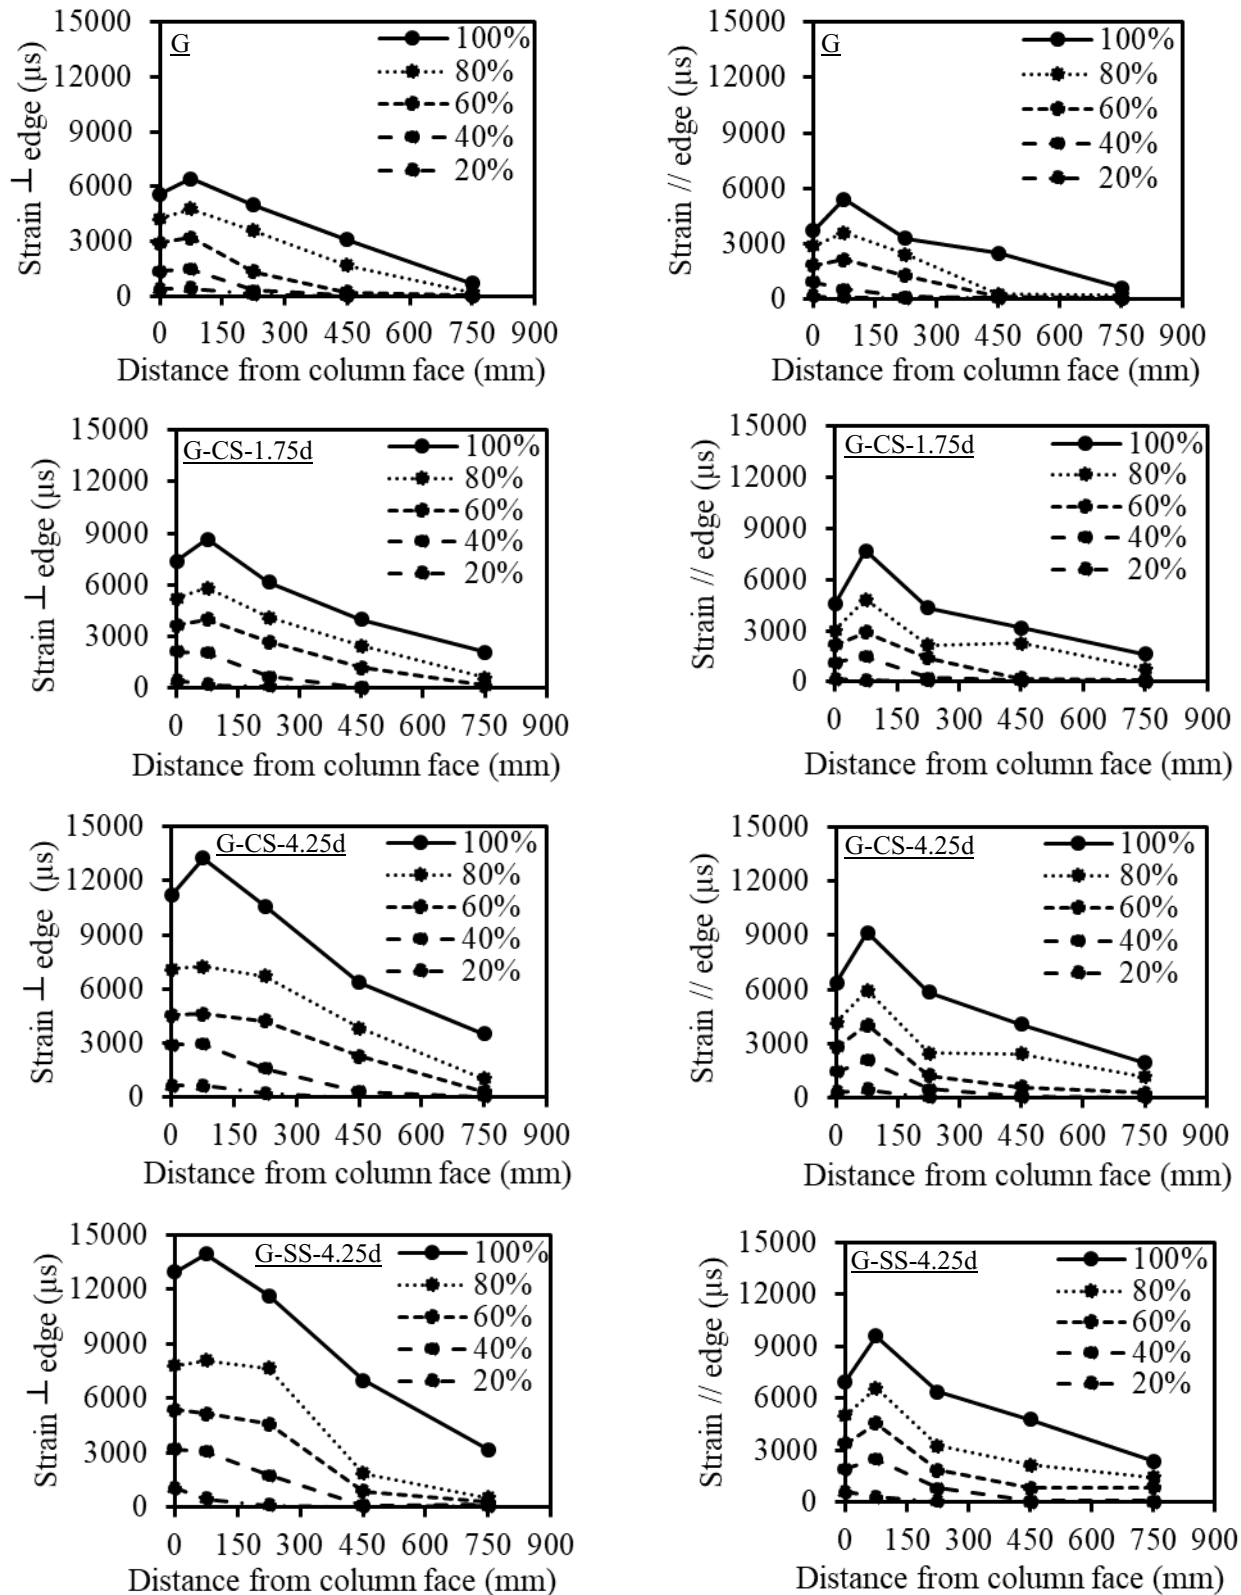 15000
12000
9000
6000
3000
0
Strain ⊥ edge (µs)
G
100%
80%
60%
40%
20%
0 150 300 450 600 750 900
Distance from column face (mm)
15000
12000
9000
6000
3000
0
Strain // edge (µs)
G
100%
80%
60%
40%
20%
0 150 300 450 600 750 900
Distance from column face (mm)
15000
12000
9000
6000
3000
0
Strain ⊥ edge (µs)
G-CS-1.75d
100%
80%
60%
40%
20%
0 150 300 450 600 750 900
Distance from column face (mm)
15000
12000
9000
6000
3000
0
Strain // edge (µs)
G-CS-1.75d
100%
80%
60%
40%
20%
0 150 300 450 600 750 900
Distance from column face (mm)
15000
12000
9000
6000
3000
0
Strain ⊥ edge (µs)
G-CS-4.25d
100%
80%
60%
40%
20%
0 150 300 450 600 750 900
Distance from column face (mm)
15000
12000
9000
6000
3000
0
Strain // edge (µs)
G-CS-4.25d
100%
80%
60%
40%
20%
0 150 300 450 600 750 900
Distance from column face (mm)
15000
12000
9000
6000
3000
0
Strain ⊥ edge (µs)
G-SS-4.25d
100%
80%
60%
40%
20%
0 150 300 450 600 750 900
Distance from column face (mm)
15000
12000
9000
6000
3000
0
Strain // edge (µs)
G-SS-4.25d
100%
80%
60%
40%
20%
0 150 300 450 600 750 900
Distance from column face (mm)